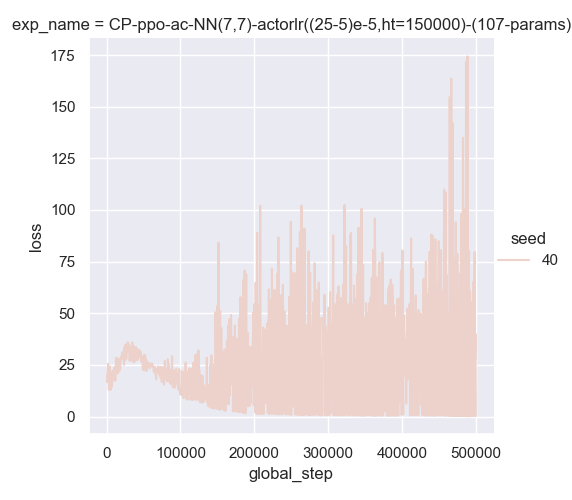 exp_name = CP-ppo-ac-NN(7,7)-actorlr((25-5)e-5,ht=150000)-(107-params)
175
150
125
100
75
50
25
0
loss
0 100000 200000 300000 400000 500000
global_step
seed
40